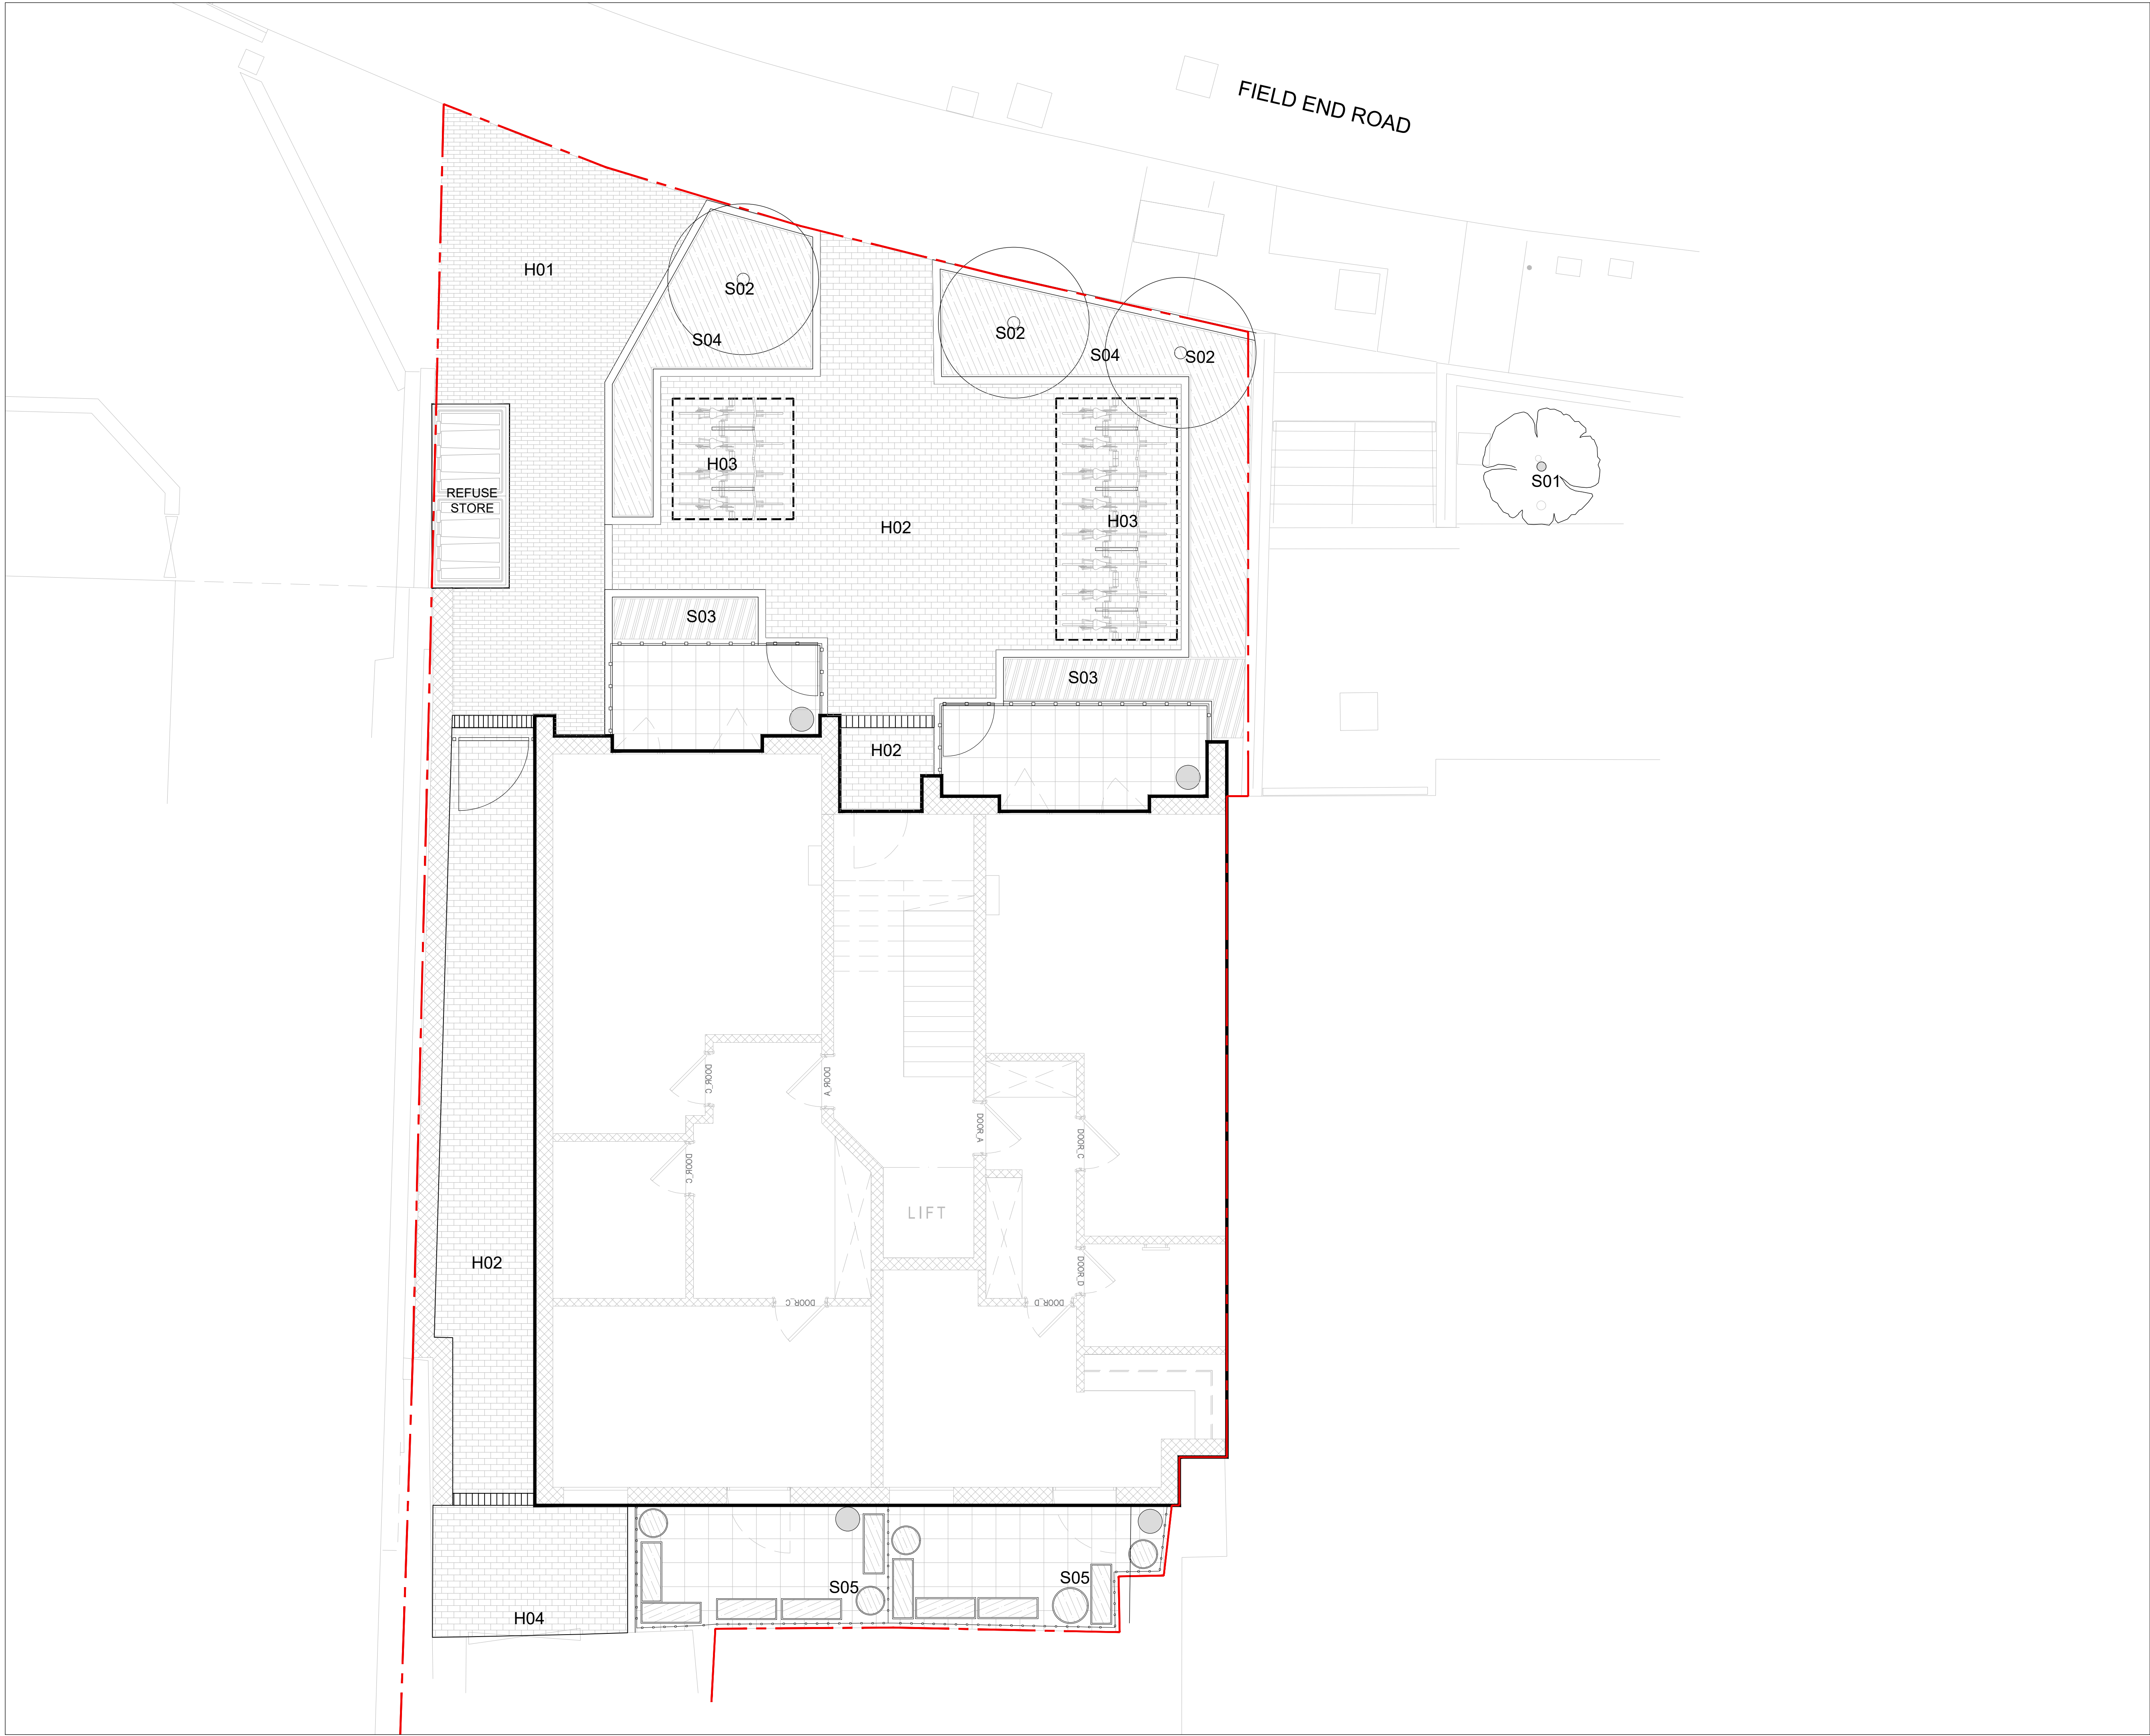 FIELD END ROAD
H01
S02
S04
S02
S04
S02
H03
S01
REFUSE
STORE
H02
H03
S03
S03
H02
DOOR_C
DOOR_A
DOOR_A
DOOR_C
DOOR_C
LIFT
H02
DOOR_D
DOOR_C
DOOR_D
S05
S05
H04